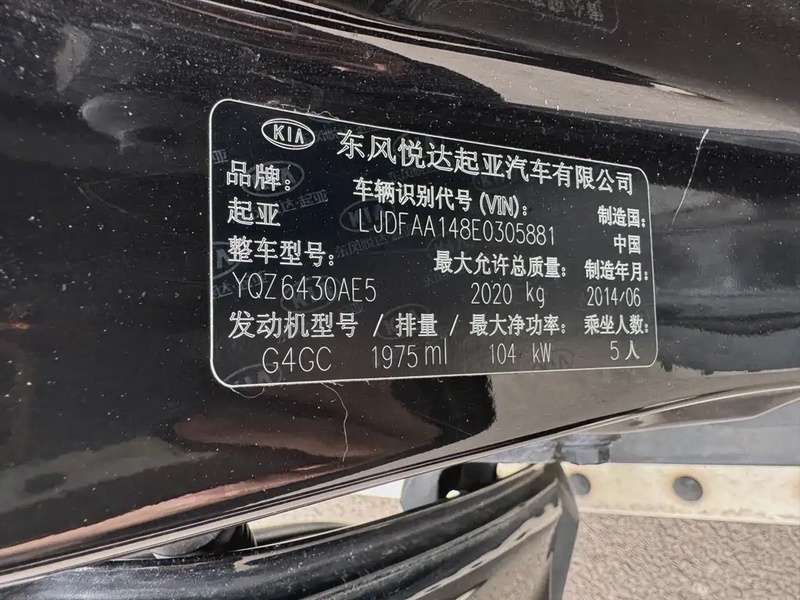 KIA 东风悦达起亚汽车有限公司
品牌: 车辆识别代号(VIN): 制造国:
起亚 LJDFAA148E0305881 中国
整车型号: 最大允许总质量: 制造年月:
YQZ6430AE5 2020 kg 2014/06
发动机型号 / 排量 / 最大净功率: 乘坐人数:
G4GC 1975ml 104 kW 5人